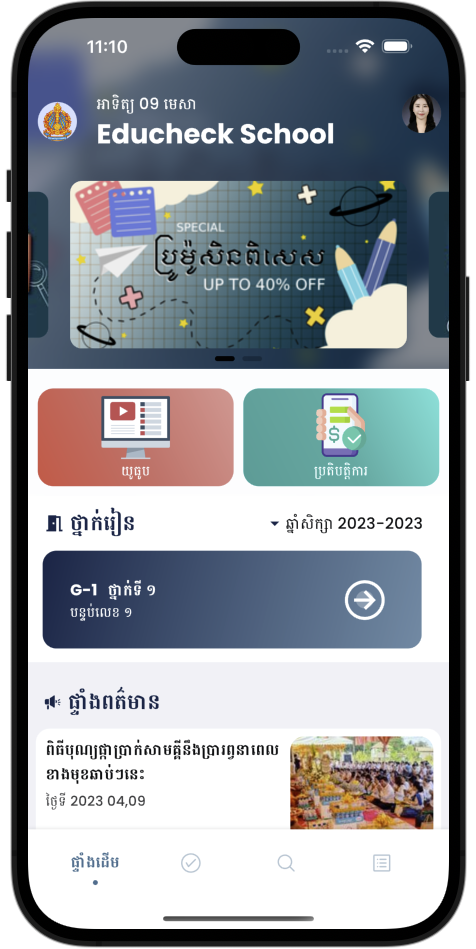 11:10
អាទិត្យ 09 មេសា
Educheck School
SPECIAL
ប្រូម៉ូសិនពិសេស
UP TO 40% OFF
យូធូប
ប្រតិបត្តិការ
ថ្នាក់រៀន
ឆ្នាំសិក្សា 2023-2023
G-1 ថ្នាក់ទី ១
បន្ទប់លេខ ១
ផ្ទាំងពត៌មាន
ពិធីបុណ្យផ្កាប្រាក់សាមគ្គីនឹងប្រារព្វនាពេល
ខាងមុខឆាប់ៗនេះ
ថ្ងៃទី 2023 04,09
ផ្ទាំងដើម